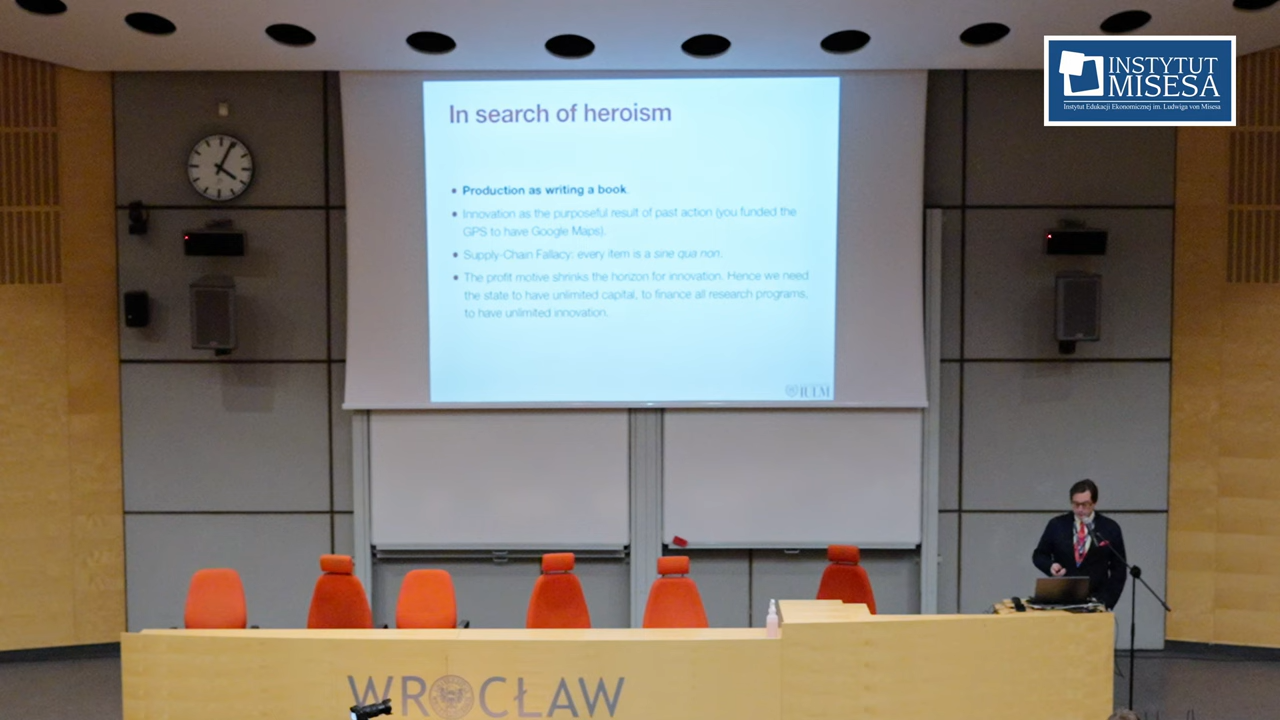 INSTYTUT
MISESA
Instytut Edukacji Ekonomicznej im. Ludwiga von Misesa
In search of heroism
• Production as writing a book.
• Innovation as the purposeful result of past action (you funded the
GPS to have Google Maps).
• Supply-Chain Fallacy: every item is a sine qua non.
• The profit motive shrinks the horizon for innovation. Hence we need
the state to have unlimited capital, to finance all research programs,
to have unlimited innovation.
IULM
WROCŁAW